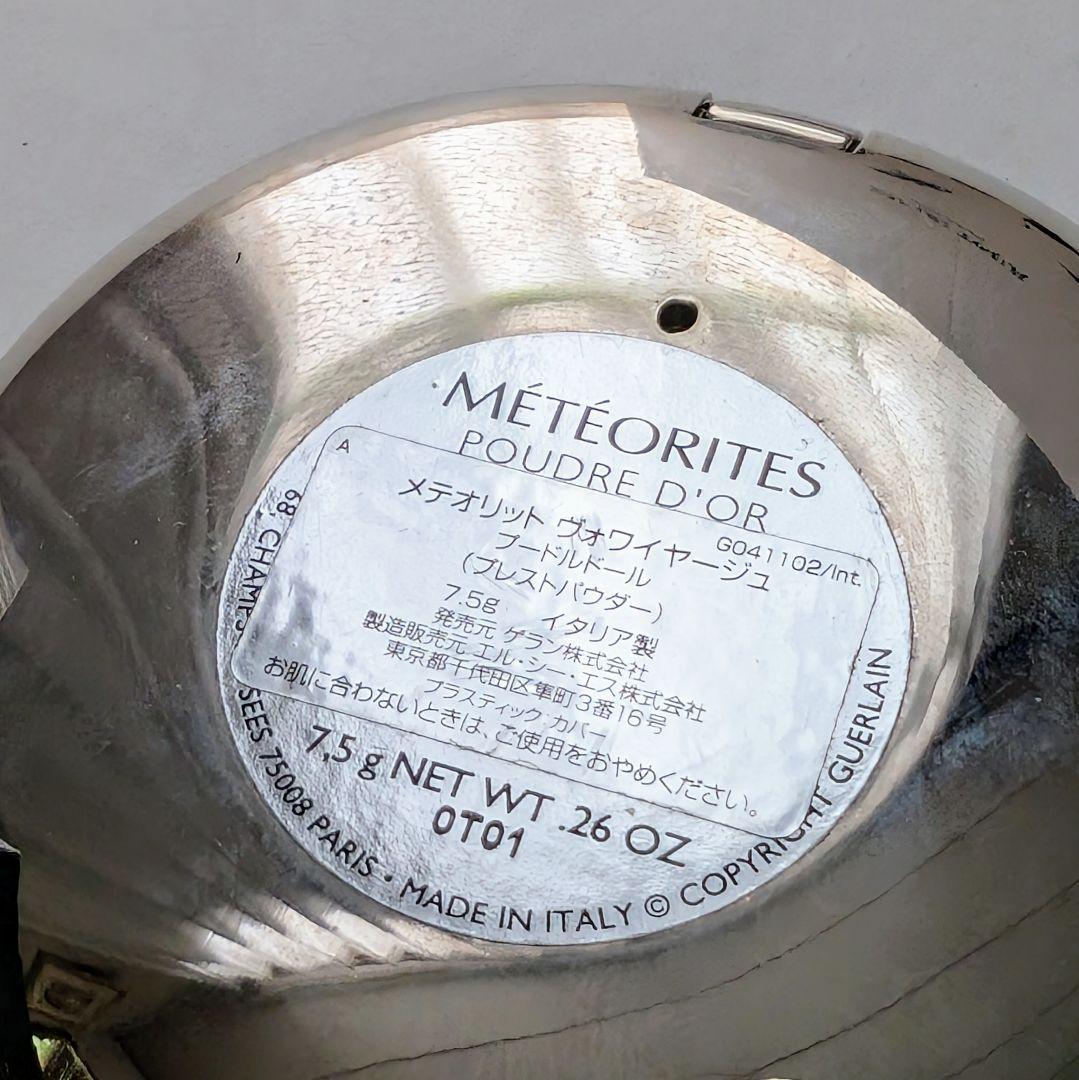 MÉTÉORITES
POUDRE D'OR
A
G041102/Int.
メテオリット ヴォワイヤージュ
プードルドール
(プレストパウダー)
7.5g イタリア製
発売元 ゲラン株式会社
製造販売元 エル・シー・エス株式会社
東京都千代田区隼町3番16号
プラスティック:カバー
お肌に合わないときは、ご使用をおやめください。
7,5 g NET WT .26 OZ
0T01
68, CHAMPS SEES 75008 PARIS • MADE IN ITALY © COPYRIGHT GUERLAIN